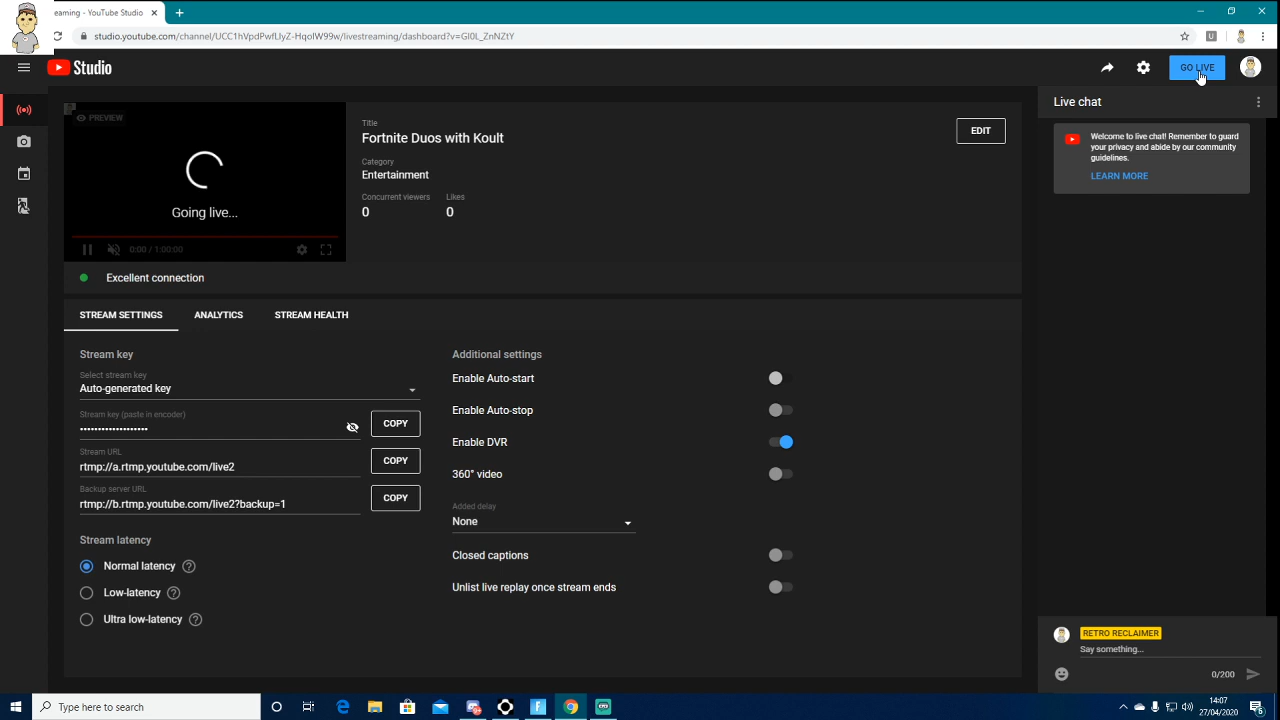 eaming - YouTube Studio
studio.youtube.com/channel/UCC1hVpdPwfLlyZ-HqoIW99w/livestreaming/dashboard?v=GI0L_ZnNZtY
U
Studio
GO LIVE
PREVIEW
Going live...
0:00 / 1:00:00
Title
Fortnite Duos with Koult
EDIT
Category
Entertainment
Concurrent viewers
Likes
0
0
Live chat
Welcome to live chat! Remember to guard
your privacy and abide by our community
guidelines.
LEARN MORE
Excellent connection
STREAM SETTINGS
ANALYTICS
STREAM HEALTH
Stream key
Select stream key
Auto-generated key
Stream key (paste in encoder)
•••••••••••••••••••
COPY
Stream URL
rtmp://a.rtmp.youtube.com/live2
COPY
Backup server URL
rtmp://b.rtmp.youtube.com/live2?backup=1
COPY
Stream latency
Normal latency
Low-latency
Ultra low-latency
Additional settings
Enable Auto-start
Enable Auto-stop
Enable DVR
360° video
Added delay
None
Closed captions
Unlist live replay once stream ends
RETRO RECLAIMER
Say something...
0/200
Type here to search
14:07
27/04/2020
6